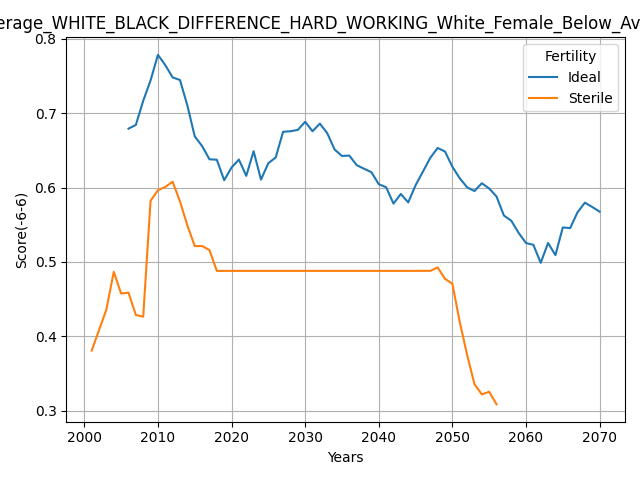 erage_WHITE_BLACK_DIFFERENCE_HARD_WORKING_White_Female_Below_Av
Fertility
Ideal
Sterile
Score(-6-6)
0.8
0.7
0.6
0.5
0.4
0.3
2000 2010 2020 2030 2040 2050 2060 2070
Years